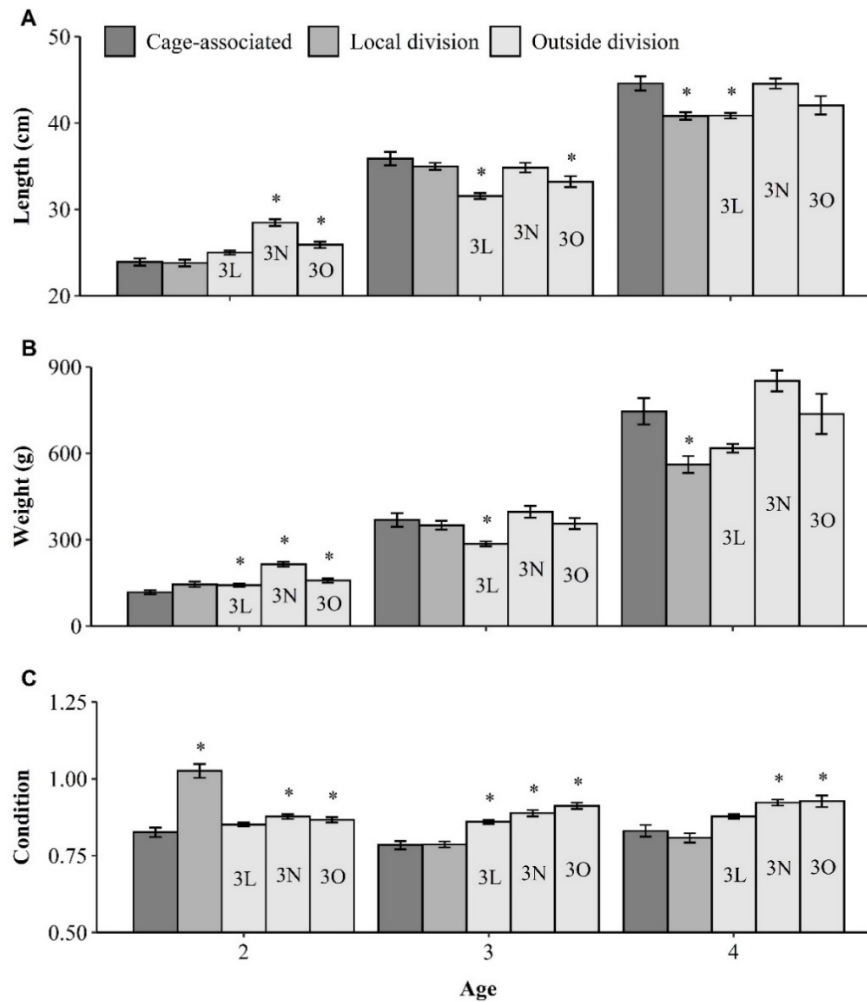 A
Cage-associated Local division Outside division
50
40
30
20
Length (cm)
* * * * * *
3L 3N 3O 3L 3N 3O 3L 3N 3O
B
900
600
300
0
Weight (g)
* * * * *
3L 3N 3O 3L 3N 3O 3L 3N 3O
C
1.25
1.00
0.75
0.50
Condition
* * * * * * * *
3L 3N 3O 3L 3N 3O 3L 3N 3O
2 3 4
Age